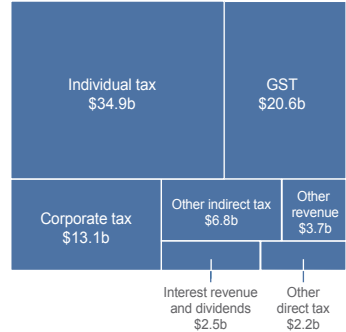 Individual tax
$34.9b
GST
$20.6b
Corporate tax
$13.1b
Other indirect tax
$6.8b
Other
revenue
$3.7b
Interest revenue
and dividends
$2.5b
Other
direct tax
$2.2b